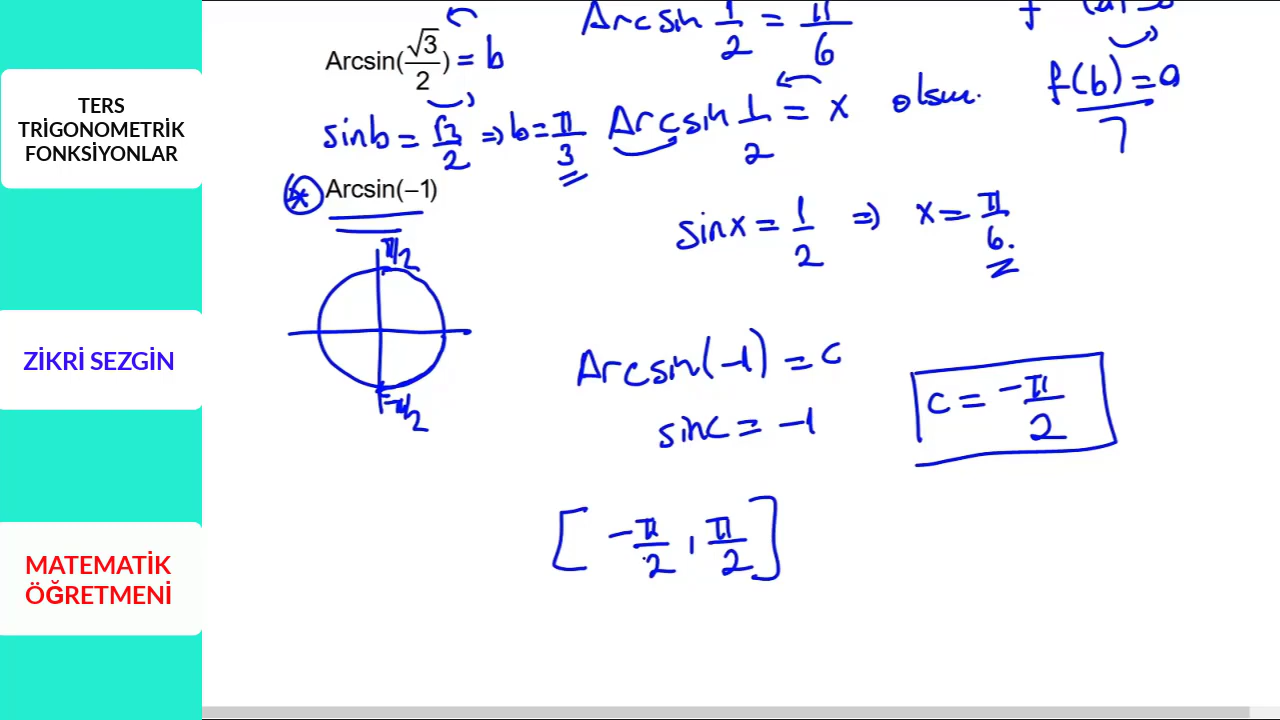 TERS
TRİGONOMETRİK
FONKSİYONLAR
ZİKRİ SEZGİN
MATEMATİK
ÖĞRETMENİ
Arcsin 1/2 = π/6
Arcsin(√3/2) = b
sinb = √3/2 ⇒ b = π/3
Arcsin 1/2 = x olsun.
f(b) = a
7
Arcsin(−1)
sinx = 1/2 ⇒ x = π/6.
π/2
-π/2
Arcsin(-1) = c
sinc = -1
c = -π/2
[-π/2, π/2]